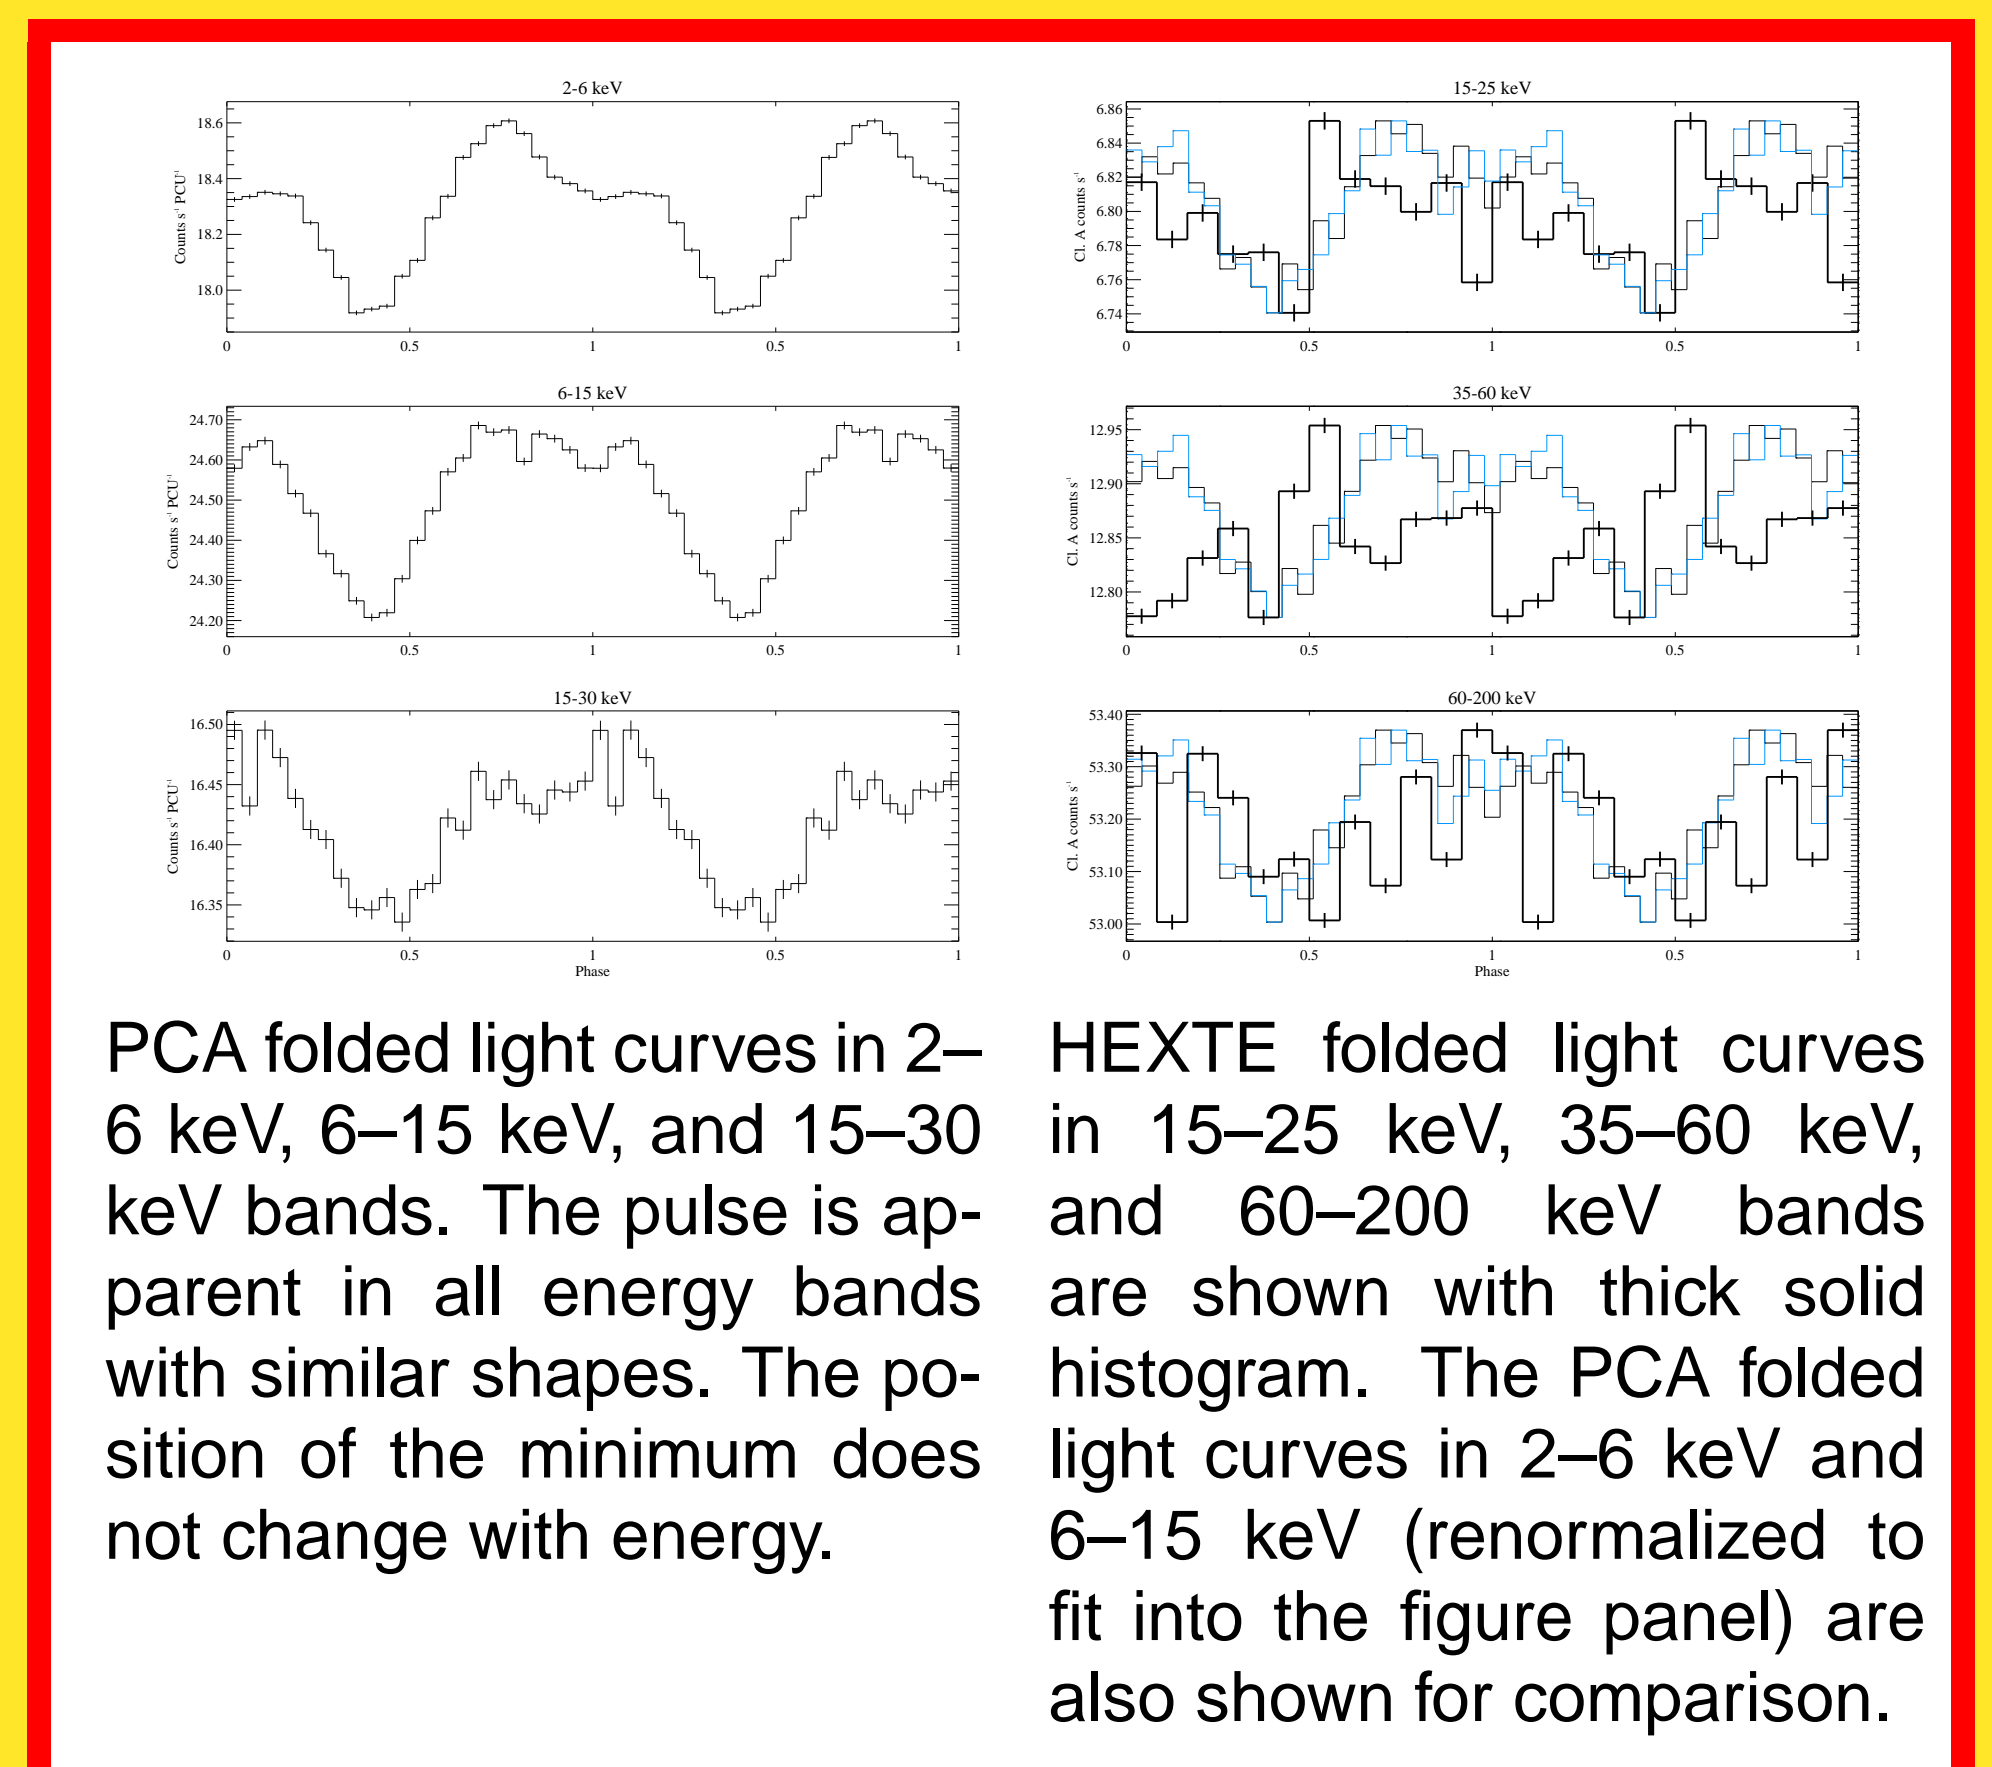 2-6 keV
18.6
18.4
18.2
18.0
Counts s⁻¹ PCU⁻¹
0 0.5 1 0.5 1
6-15 keV
24.70
24.60
24.50
24.40
24.30
24.20
Counts s⁻¹ PCU⁻¹
0 0.5 1 0.5 1
15-30 keV
16.50
16.45
16.40
16.35
Counts s⁻¹ PCU⁻¹
0 0.5 1 0.5 1
Phase
15-25 keV
6.86
6.84
6.82
6.80
6.78
6.76
6.74
Cl. A counts s⁻¹
0 0.5 1 0.5 1
35-60 keV
12.95
12.90
12.85
12.80
Cl. A counts s⁻¹
0 0.5 1 0.5 1
60-200 keV
53.40
53.30
53.20
53.10
53.00
Cl. A counts s⁻¹
0 0.5 1 0.5 1
Phase
PCA folded light curves in 2–
6 keV, 6–15 keV, and 15–30
keV bands. The pulse is ap-
parent in all energy bands
with similar shapes. The po-
sition of the minimum does
not change with energy.
HEXTE folded light curves
in 15–25 keV, 35–60 keV,
and 60–200 keV bands
are shown with thick solid
histogram. The PCA folded
light curves in 2–6 keV and
6–15 keV (renormalized to
fit into the figure panel) are
also shown for comparison.